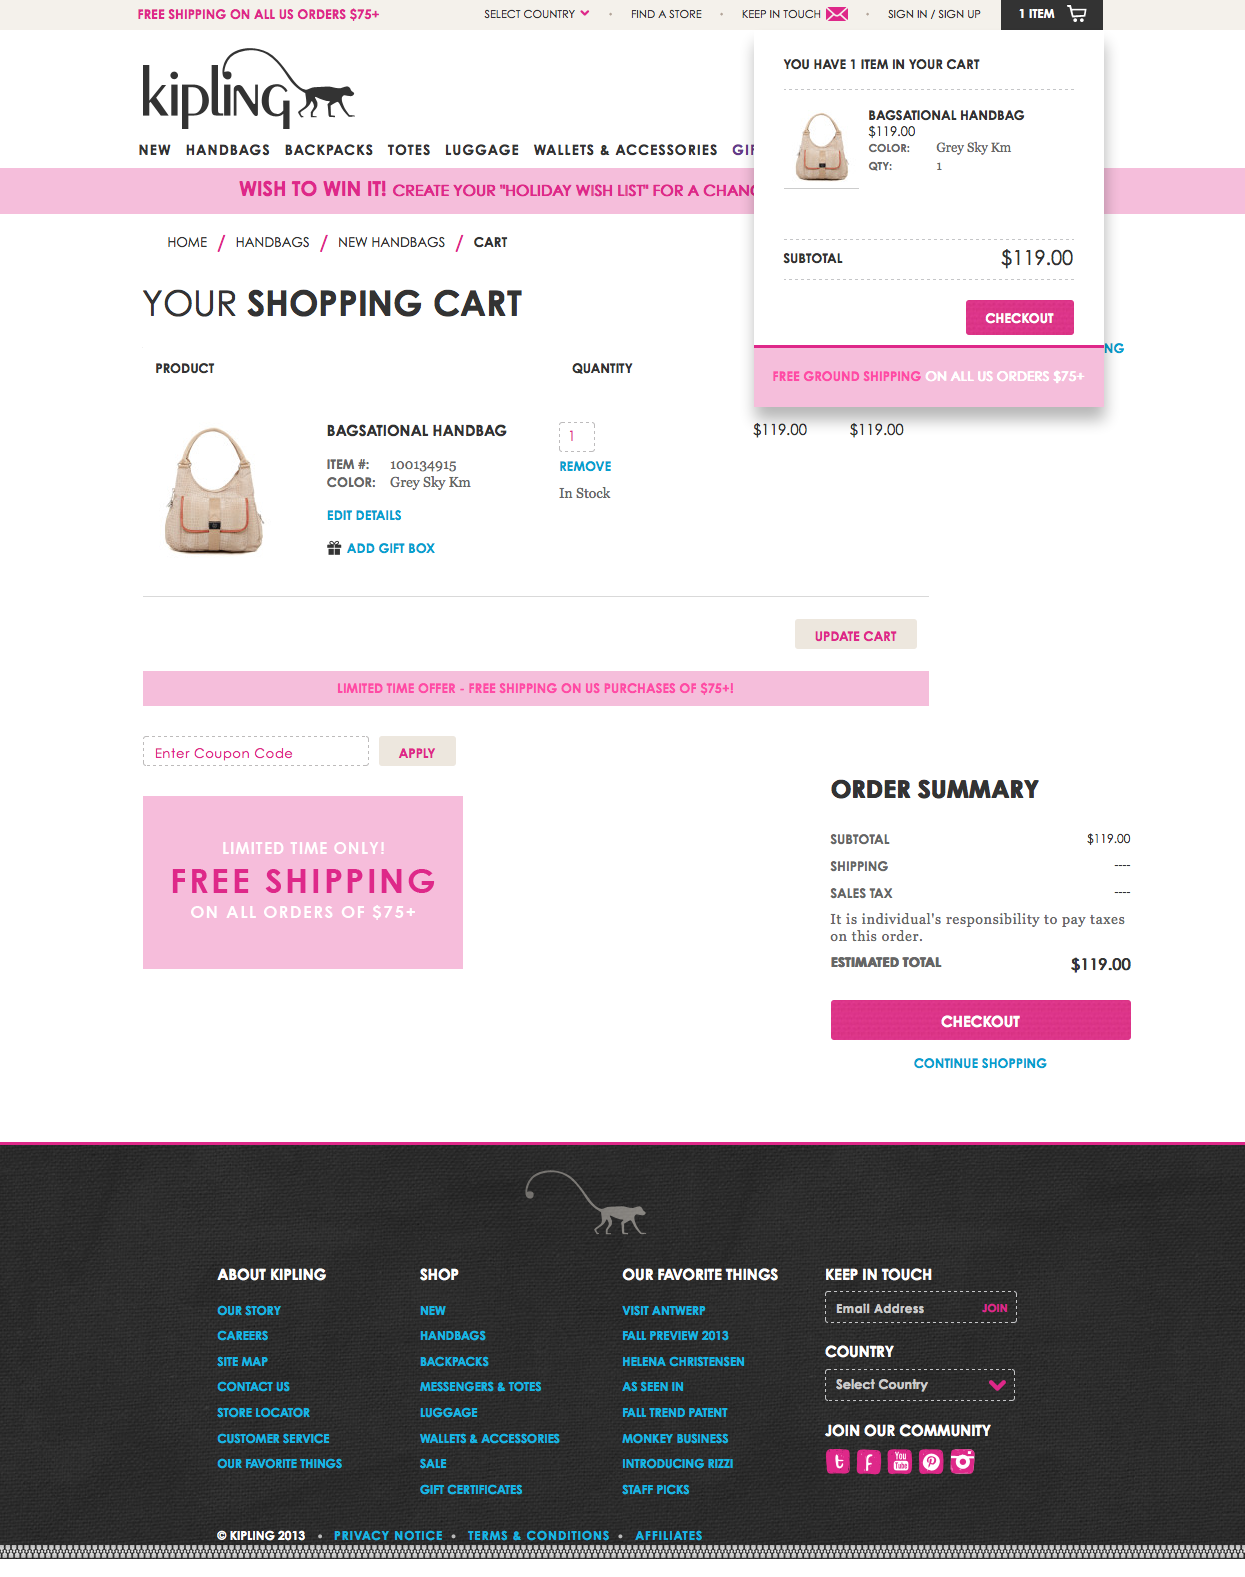 FREE SHIPPING ON ALL US ORDERS $75+
SELECT COUNTRY
FIND A STORE
KEEP IN TOUCH
SIGN IN / SIGN UP
1 ITEM
kipling
YOU HAVE 1 ITEM IN YOUR CART
BAGSATIONAL HANDBAG
$119.00
COLOR: Grey Sky Km
QTY: 1
SUBTOTAL $119.00
CHECKOUT
FREE GROUND SHIPPING ON ALL US ORDERS $75+
NEW HANDBAGS BACKPACKS TOTES LUGGAGE WALLETS & ACCESSORIES
WISH TO WIN IT! CREATE YOUR "HOLIDAY WISH LIST" FOR A
HOME / HANDBAGS / NEW HANDBAGS / CART
YOUR SHOPPING CART
NG
PRODUCT QUANTITY
BAGSATIONAL HANDBAG
ITEM #: 100134915
COLOR: Grey Sky Km
EDIT DETAILS
ADD GIFT BOX
1
REMOVE
In Stock
$119.00 $119.00
UPDATE CART
LIMITED TIME OFFER - FREE SHIPPING ON US PURCHASES OF $75+!
Enter Coupon Code
APPLY
LIMITED TIME ONLY!
FREE SHIPPING
ON ALL ORDERS OF $75+
ORDER SUMMARY
SUBTOTAL $119.00
SHIPPING ----
SALES TAX ----
It is individual's responsibility to pay taxes
on this order.
ESTIMATED TOTAL $119.00
CHECKOUT
CONTINUE SHOPPING
ABOUT KIPLING
OUR STORY
CAREERS
SITE MAP
CONTACT US
STORE LOCATOR
CUSTOMER SERVICE
OUR FAVORITE THINGS
SHOP
NEW
HANDBAGS
BACKPACKS
MESSENGERS & TOTES
LUGGAGE
WALLETS & ACCESSORIES
SALE
GIFT CERTIFICATES
OUR FAVORITE THINGS
VISIT ANTWERP
FALL PREVIEW 2013
HELENA CHRISTENSEN
AS SEEN IN
FALL TREND PATENT
MONKEY BUSINESS
INTRODUCING RIZZI
STAFF PICKS
KEEP IN TOUCH
Email Address JOIN
COUNTRY
Select Country
JOIN OUR COMMUNITY
You Tube
© KIPLING 2013 • PRIVACY NOTICE • TERMS & CONDITIONS • AFFILIATES